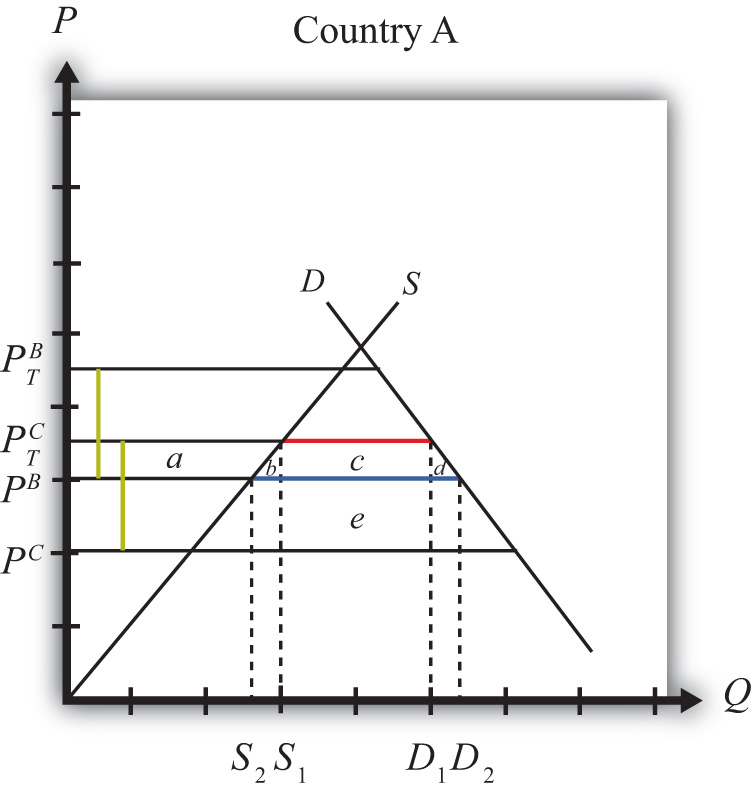 P
Country A
D S
P_T^B
P_T^C
a b c d
P^B
e
P^C
Q
S_2 S_1 D_1 D_2